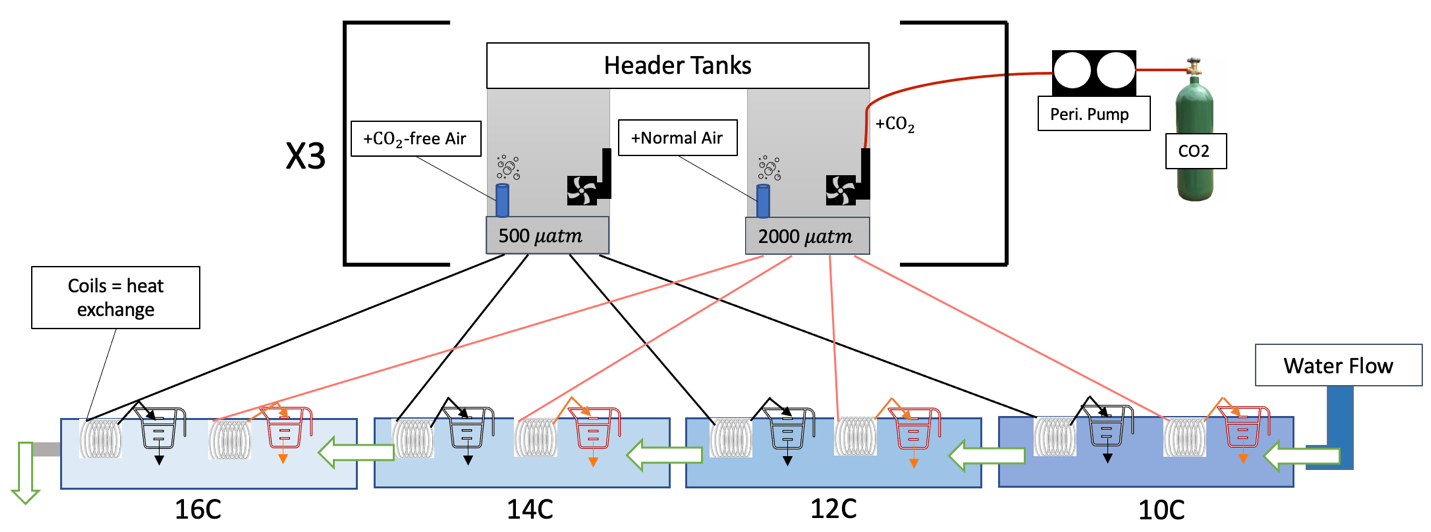 Header Tanks
Peri. Pump
CO2
X3
+CO₂-free Air
+Normal Air
+CO₂
500 µatm
2000 µatm
Coils = heat
exchange
Water Flow
16C
14C
12C
10C